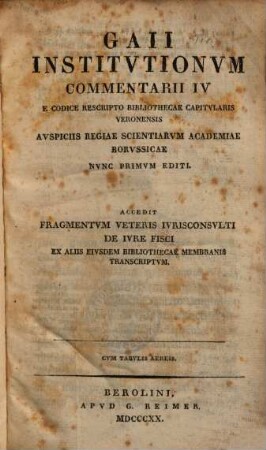 GAII
INSTITVTIONVM
COMMENTARII IV
E CODICE RESCRIPTO BIBLIOTHECAE CAPITVLARIS
VERONENSIS
AVSPICIIS REGIAE SCIENTIARVM ACADEMIAE
BORVSSICAE
NVNC PRIMVM EDITI.
ACCEDIT
FRAGMENTVM VETERIS IVRISCONSVLTI
DE IVRE FISCI
EX ALIIS EIVSDEM BIBLIOTHECAE MEMBRANIS
TRANSCRIPTVM.
CVM TABVLIS AENEIS.
BEROLINI,
APVD G. REIMER.
MDCCCXX.